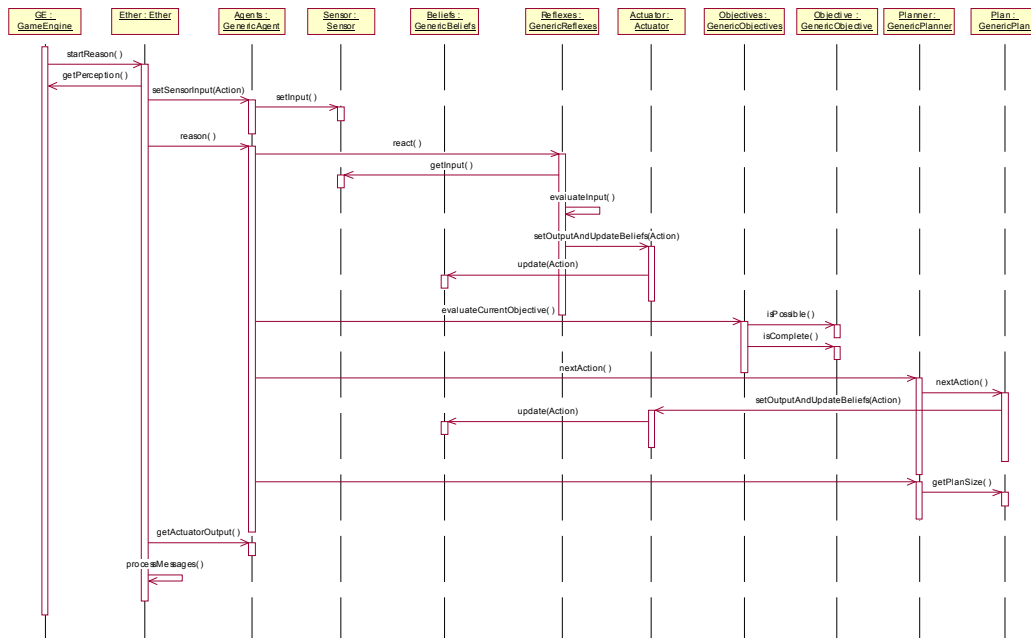 GE :
GameEngine
Ether : Ether
Agents :
GenericAgent
Sensor :
Sensor
Beliefs :
GenericBeliefs
Reflexes :
GenericReflexes
Actuator :
Actuator
Objectives :
GenericObjectives
Objective :
GenericObjective
Planner :
GenericPlanner
Plan :
GenericPlan
startReason( )
getPerception( )
setSensorInput(Action)
setInput( )
reason( )
react( )
getInput( )
evaluateInput( )
setOutputAndUpdateBeliefs(Action)
update(Action)
evaluateCurrentObjective( )
isPossible( )
isComplete( )
nextAction( )
nextAction( )
setOutputAndUpdateBeliefs(Action)
update(Action)
getPlanSize( )
getActuatorOutput( )
processMessages( )